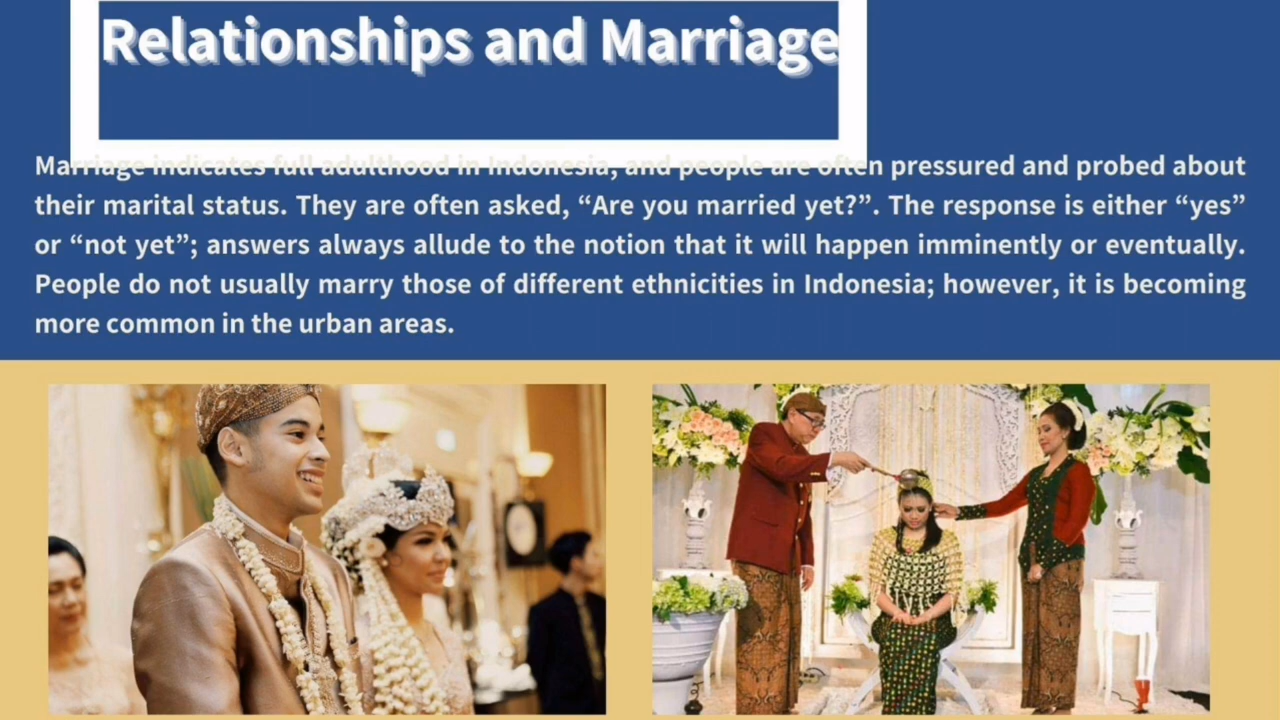 Relationships and Marriage
Marriage indicates full adulthood in Indonesia, and people are often pressured and probed about
their marital status. They are often asked, “Are you married yet?”. The response is either “yes”
or “not yet”; answers always allude to the notion that it will happen imminently or eventually.
People do not usually marry those of different ethnicities in Indonesia; however, it is becoming
more common in the urban areas.